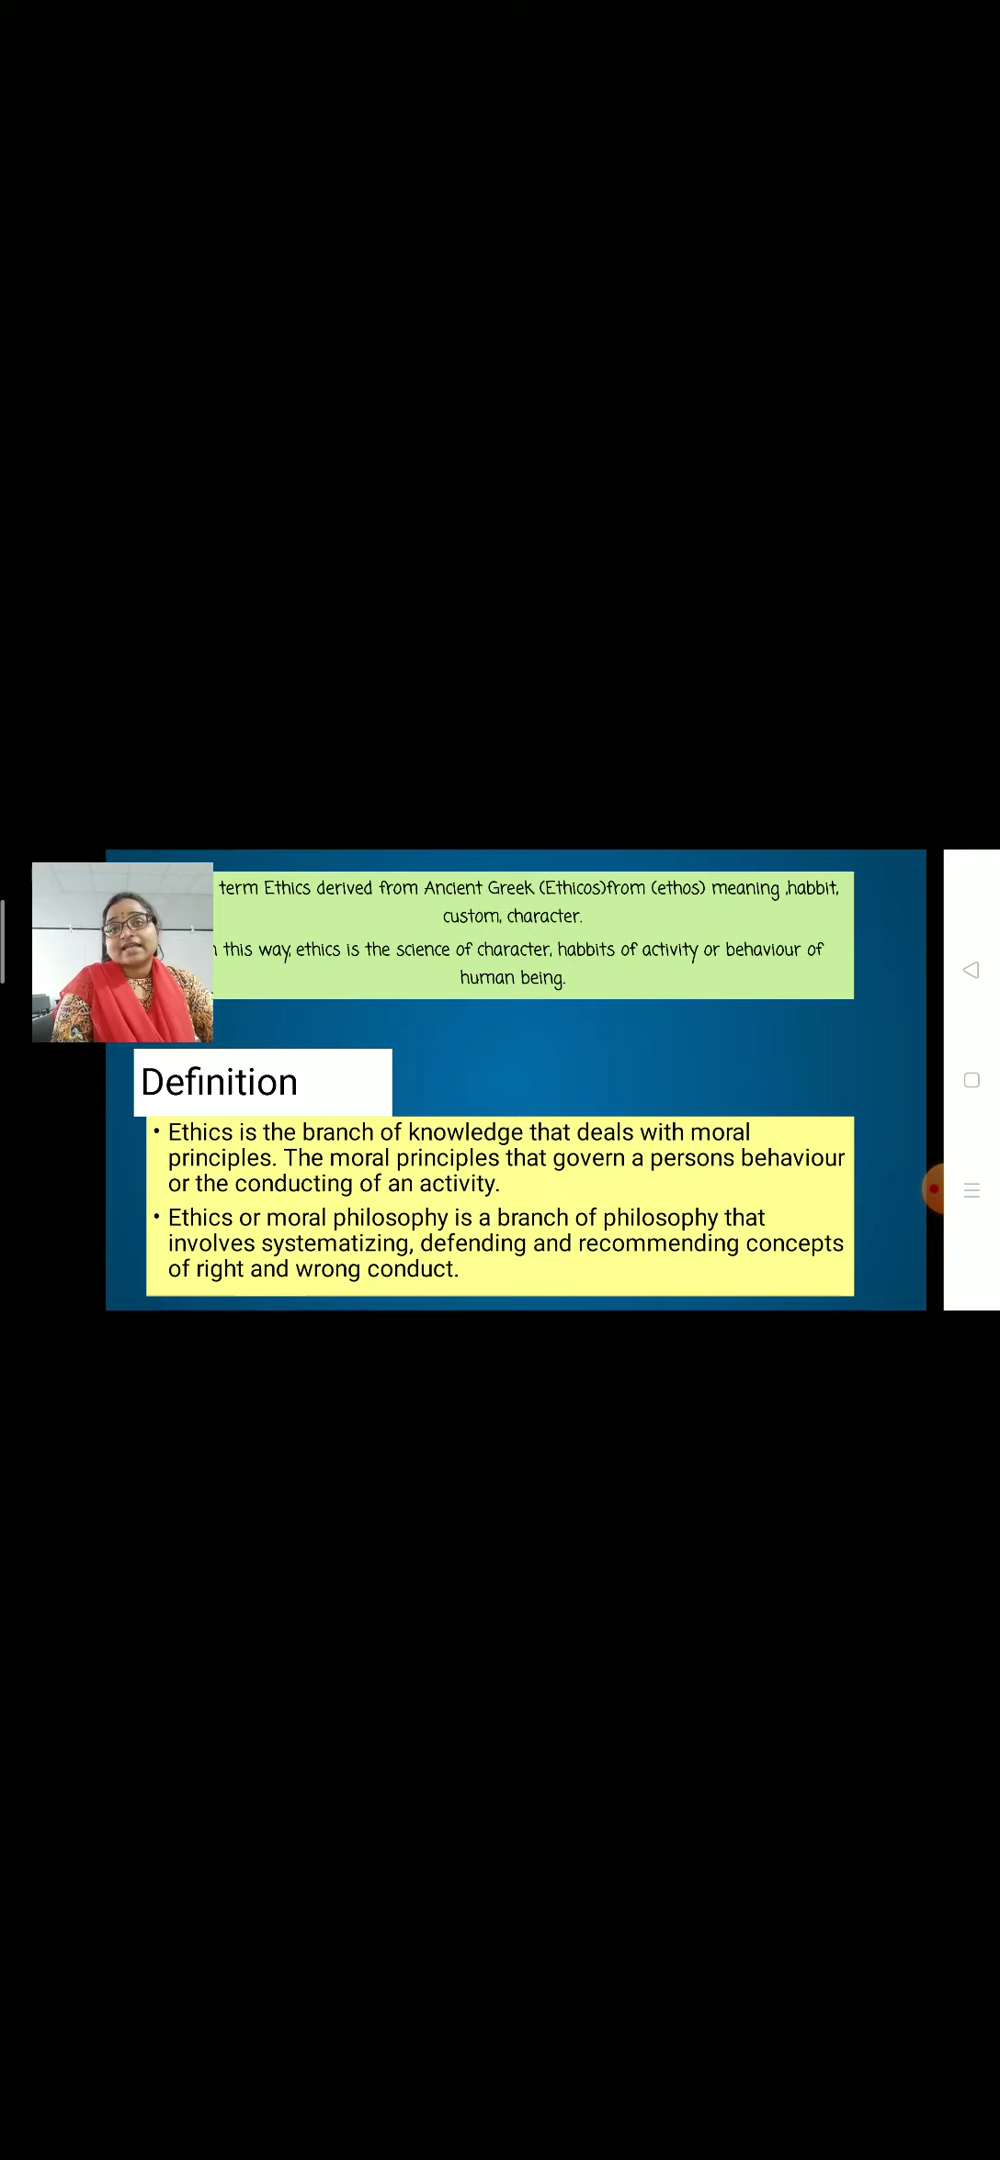 term Ethics derived from Ancient Greek (Ethicos)from (ethos) meaning ,habbit,
custom, character.
this way, ethics is the science of character, habbits of activity or behaviour of
human being.
Definition
• Ethics is the branch of knowledge that deals with moral
principles. The moral principles that govern a persons behaviour
or the conducting of an activity.
• Ethics or moral philosophy is a branch of philosophy that
involves systematizing, defending and recommending concepts
of right and wrong conduct.